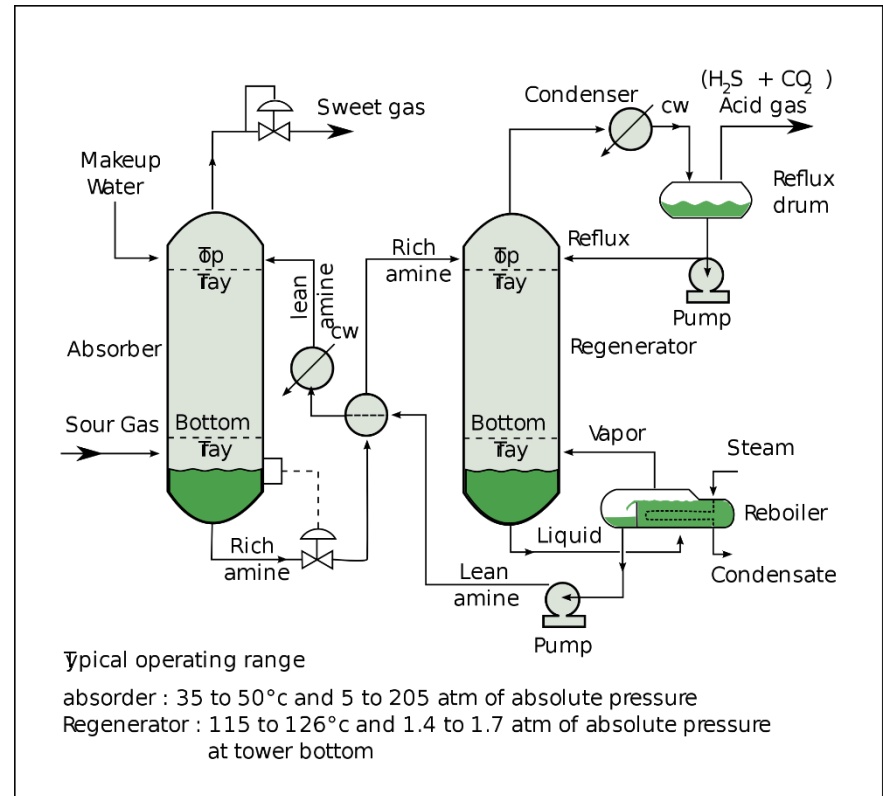 (H2S + CO2)
Acid gas
Condenser
cw
Sweet gas
Makeup
Water
Reflux
drum
Rich
amine
Reflux
Top
Tray
lean
amine
Top
Tray
Pump
cw
Absorber
Regenerator
Sour Gas
Bottom
Tray
Bottom
Tray
Vapor
Steam
Reboiler
Liquid
Rich
amine
Lean
amine
Condensate
Pump
Typical operating range
absorder : 35 to 50°c and 5 to 205 atm of absolute pressure
Regenerator : 115 to 126°c and 1.4 to 1.7 atm of absolute pressure
at tower bottom